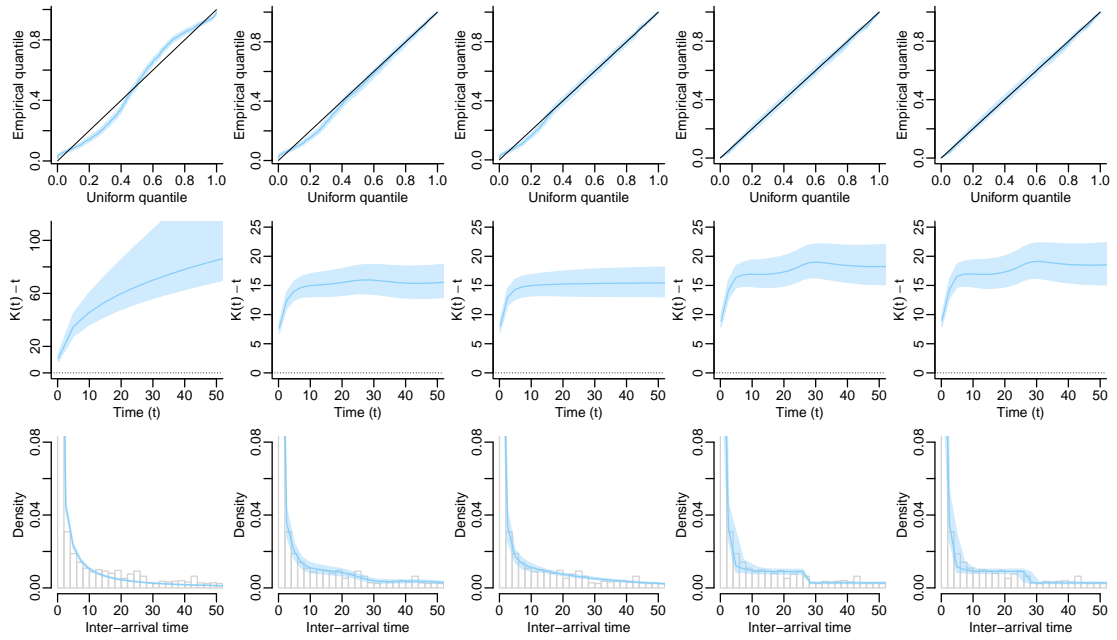 Empirical quantile Empirical quantile Empirical quantile Empirical quantile Empirical quantile
0.0 0.4 0.8 0.0 0.4 0.8 0.0 0.4 0.8 0.0 0.4 0.8 0.0 0.4 0.8
0.0 0.2 0.4 0.6 0.8 1.0 0.0 0.2 0.4 0.6 0.8 1.0 0.0 0.2 0.4 0.6 0.8 1.0 0.0 0.2 0.4 0.6 0.8 1.0 0.0 0.2 0.4 0.6 0.8 1.0
Uniform quantile Uniform quantile Uniform quantile Uniform quantile Uniform quantile
K(t) − t K(t) − t K(t) − t K(t) − t K(t) − t
0 20 60 100 0 5 10 15 20 25 0 5 10 15 20 25 0 5 10 15 20 25 0 5 10 15 20 25
0 10 20 30 40 50 0 10 20 30 40 50 0 10 20 30 40 50 0 10 20 30 40 50 0 10 20 30 40 50
Time (t) Time (t) Time (t) Time (t) Time (t)
Density Density Density Density Density
0.00 0.04 0.08 0.00 0.04 0.08 0.00 0.04 0.08 0.00 0.04 0.08 0.00 0.04 0.08
0 10 20 30 40 50 0 10 20 30 40 50 0 10 20 30 40 50 0 10 20 30 40 50 0 10 20 30 40 50
Inter−arrival time Inter−arrival time Inter−arrival time Inter−arrival time Inter−arrival time